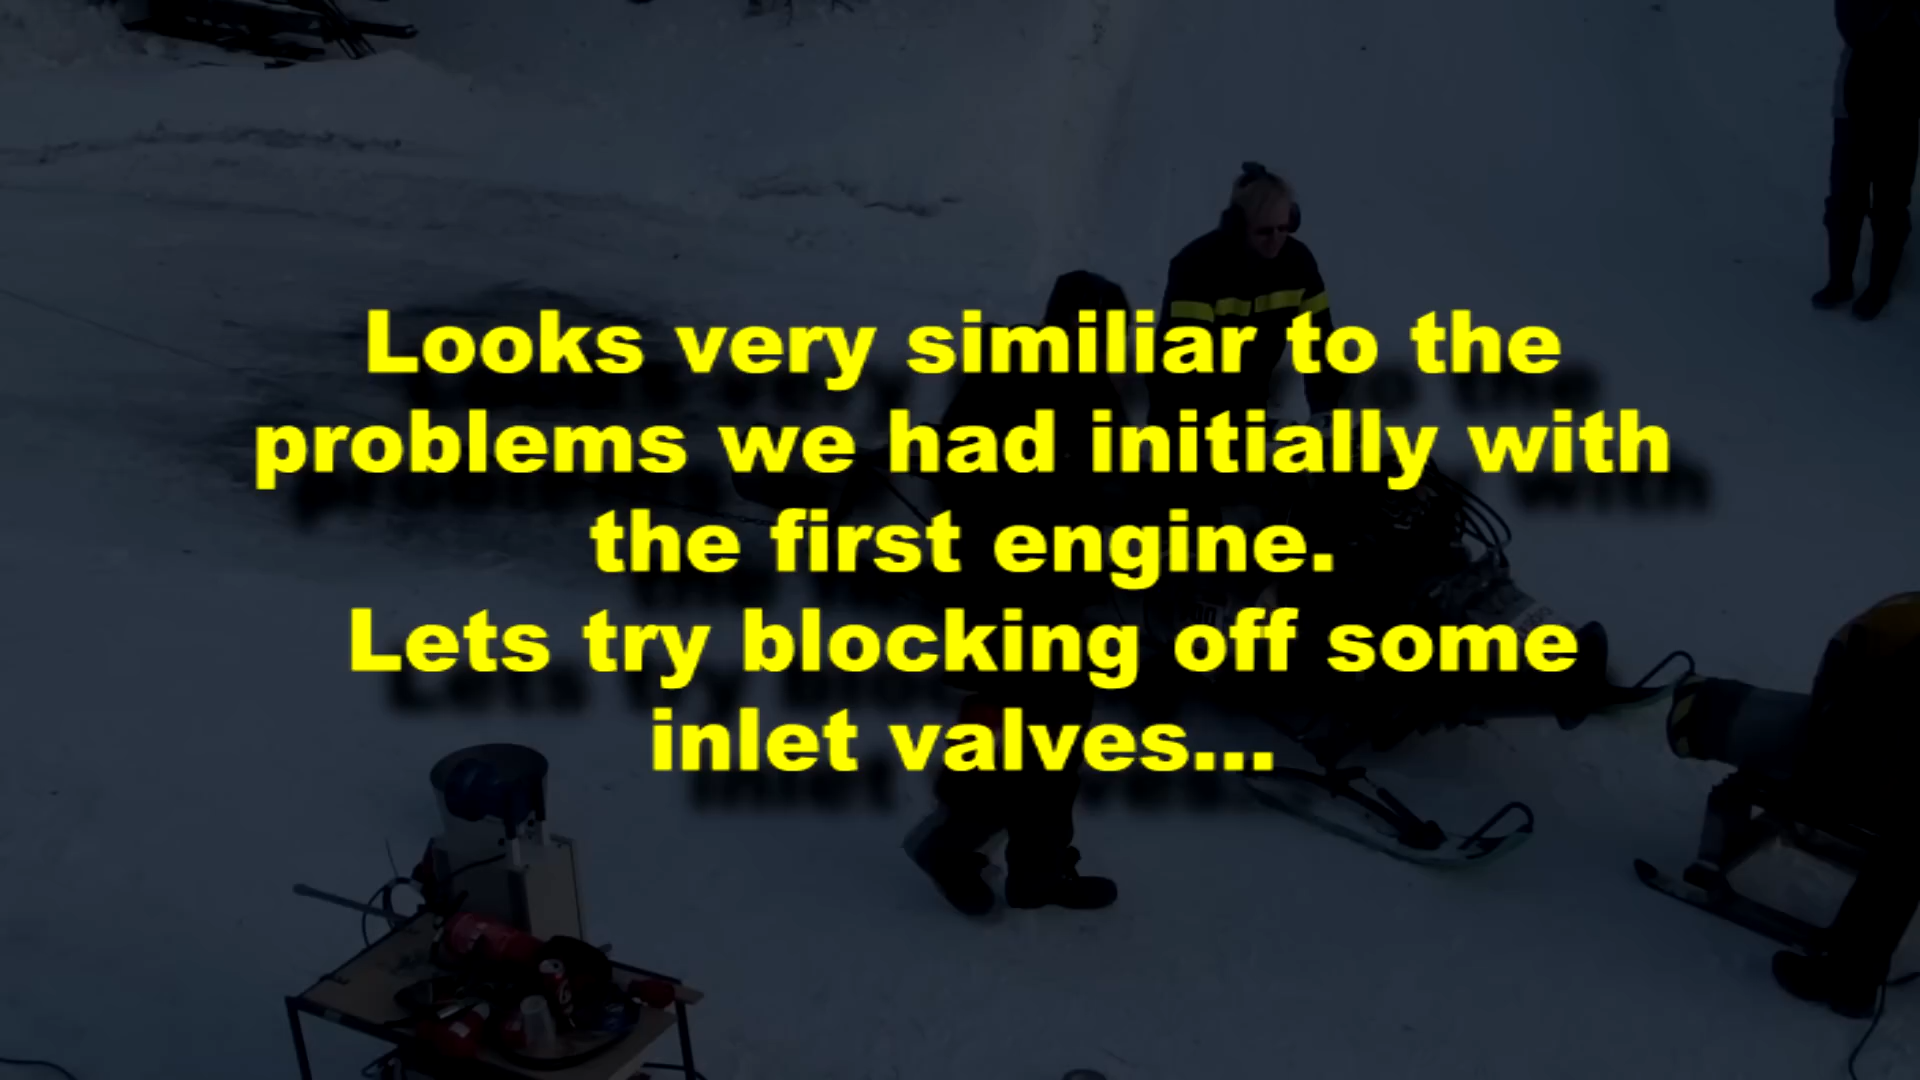 Looks very similiar to the
problems we had initially with
the first engine.
Lets try blocking off some
inlet valves...